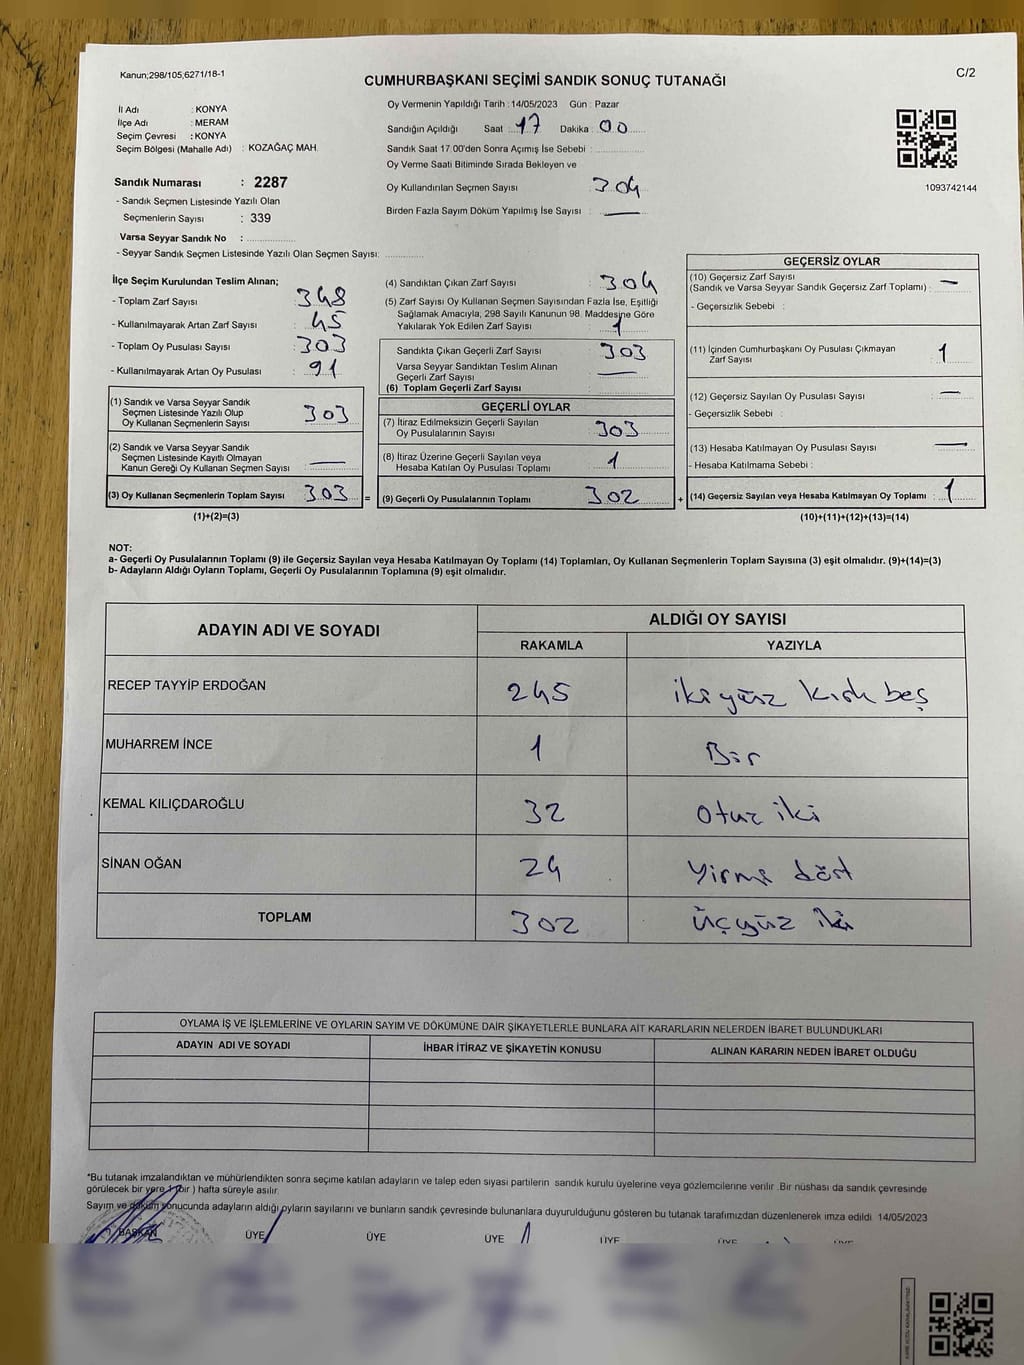 Kanun;298/105,6271/18-1
C/2
CUMHURBAŞKANI SEÇİMİ SANDIK SONUÇ TUTANAĞI
İl Adı : KONYA
İlçe Adı : MERAM
Seçim Çevresi : KONYA
Seçim Bölgesi (Mahalle Adı) : KOZAĞAÇ MAH.
Sandık Numarası : 2287
- Sandık Seçmen Listesinde Yazılı Olan
Seçmenlerin Sayısı : 339
Varsa Seyyar Sandık No :
- Seyyar Sandık Seçmen Listesinde Yazılı Olan Seçmen Sayısı:
Oy Vermenin Yapıldığı Tarih : 14/05/2023 Gün : Pazar
Sandığın Açıldığı Saat : 17 Dakika : 00
Sandık Saat 17:00'den Sonra Açımış İse Sebebi :
Oy Verme Saati Bitiminde Sırada Bekleyen ve
Oy Kullandırılan Seçmen Sayısı : 304
Birden Fazla Sayım Döküm Yapılmış İse Sayısı : —
1093742144
İlçe Seçim Kurulundan Teslim Alınan;
- Toplam Zarf Sayısı : 348
- Kullanılmayarak Artan Zarf Sayısı : 45
- Toplam Oy Pusulası Sayısı : 303
- Kullanılmayarak Artan Oy Pusulası : 91
(1) Sandık ve Varsa Seyyar Sandık
Seçmen Listesinde Yazılı Olup
Oy Kullanan Seçmenlerin Sayısı : 303
(2) Sandık ve Varsa Seyyar Sandık
Seçmen Listesinde Kayıtlı Olmayan
Kanun Gereği Oy Kullanan Seçmen Sayısı : —
(3) Oy Kullanan Seçmenlerin Toplam Sayısı : 303 =
(1)+(2)=(3)
(4) Sandıktan Çıkan Zarf Sayısı : 304
(5) Zarf Sayısı Oy Kullanan Seçmen Sayısından Fazla İse, Eşitliği
Sağlamak Amacıyla, 298 Sayılı Kanunun 98. Maddesine Göre
Yakılarak Yok Edilen Zarf Sayısı : 1
Sandıkta Çıkan Geçerli Zarf Sayısı : 303
Varsa Seyyar Sandıktan Teslim Alınan
Geçerli Zarf Sayısı : —
(6) Toplam Geçerli Zarf Sayısı :
GEÇERLİ OYLAR
(7) İtiraz Edilmeksizin Geçerli Sayılan
Oy Pusulalarının Sayısı : 303
(8) İtiraz Üzerine Geçerli Sayılan veya
Hesaba Katılan Oy Pusulası Toplamı : 1
(9) Geçerli Oy Pusulalarının Toplamı : 302 +
GEÇERSİZ OYLAR
(10) Geçersiz Zarf Sayısı
(Sandık ve Varsa Seyyar Sandık Geçersiz Zarf Toplamı) : —
- Geçersizlik Sebebi :
(11) İçinden Cumhurbaşkanı Oy Pusulası Çıkmayan
Zarf Sayısı : 1
(12) Geçersiz Sayılan Oy Pusulası Sayısı : —
- Geçersizlik Sebebi :
(13) Hesaba Katılmayan Oy Pusulası Sayısı : —
- Hesaba Katılmama Sebebi :
(14) Geçersiz Sayılan veya Hesaba Katılmayan Oy Toplamı : 1
(10)+(11)+(12)+(13)=(14)
NOT:
a- Geçerli Oy Pusulalarının Toplamı (9) ile Geçersiz Sayılan veya Hesaba Katılmayan Oy Toplamı (14) Toplamları, Oy Kullanan Seçmenlerin Toplam Sayısına (3) eşit olmalıdır. (9)+(14)=(3)
b- Adayların Aldığı Oyların Toplamı, Geçerli Oy Pusulalarının Toplamına (9) eşit olmalıdır.
ADAYIN ADI VE SOYADI
ALDIĞI OY SAYISI
RAKAMLA YAZIYLA
RECEP TAYYİP ERDOĞAN 245 ikiyüz kırk beş
MUHARREM İNCE 1 Bir
KEMAL KILIÇDAROĞLU 32 Otuz iki
SİNAN OĞAN 24 Yirmi dört
TOPLAM 302 üçyüz iki
OYLAMA İŞ VE İŞLEMLERİNE VE OYLARIN SAYIM VE DÖKÜMÜNE DAİR ŞİKAYETLERLE BUNLARA AİT KARARLARIN NELERDEN İBARET BULUNDUKLARI
ADAYIN ADI VE SOYADI İHBAR İTİRAZ VE ŞİKAYETİN KONUSU ALINAN KARARIN NEDEN İBARET OLDUĞU
*Bu tutanak imzalandıktan ve mühürlendikten sonra seçime katılan adayların ve talep eden siyasi partilerin sandık kurulu üyelerine veya gözlemcilerine verilir .Bir nüshası da sandık çevresinde
görülecek bir yere 1 (bir ) hafta süreyle asılır.
Sayım ve döküm sonucunda adayların aldığı oyların sayılarını ve bunların sandık çevresinde bulunanlara duyurulduğunu gösteren bu tutanak tarafımızdan düzenlenerek imza edildi 14/05/2023
BAŞKAN ÜYE ÜYE ÜYE ÜYE ÜYE ÜYE